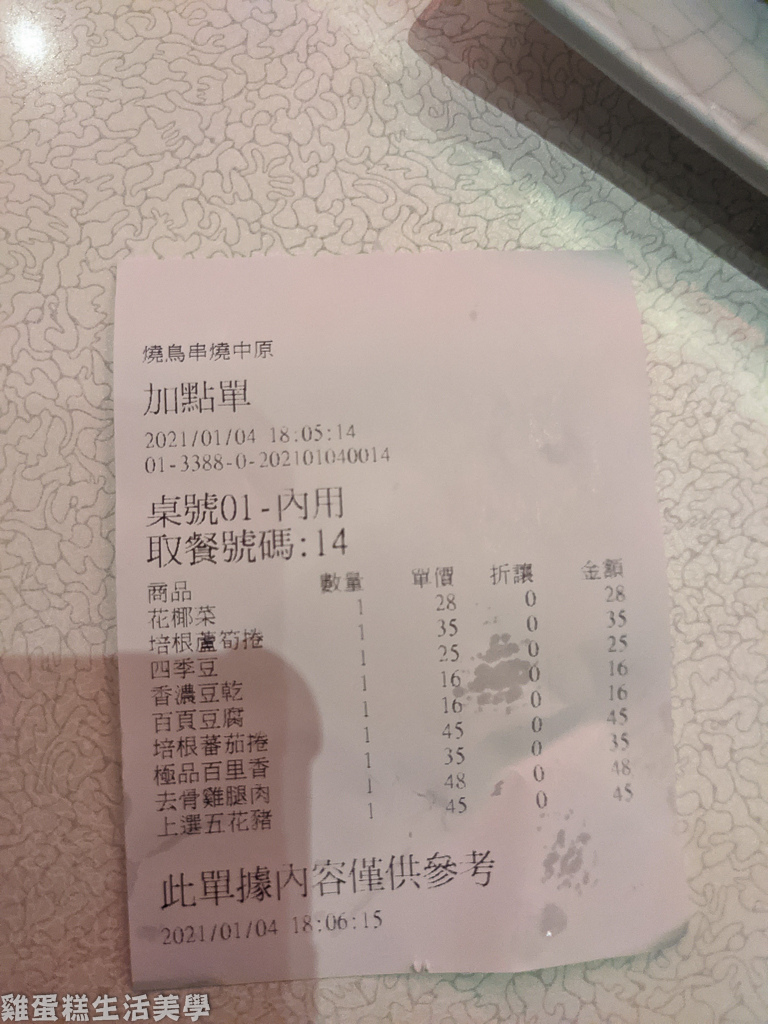 燒鳥串燒中原
加點單
2021/01/04 18:05:14
01-3388-0-202101040014
桌號01-內用
取餐號碼:14
商品 數量 單價 折讓 金額
花椰菜 1 28 0 28
培根蘆筍捲 1 35 0 35
四季豆 1 25 0 25
香濃豆乾 1 16 0 16
百頁豆腐 1 16 0 16
培根蕃茄捲 1 45 0 45
極品百里香 1 35 0 35
去骨雞腿肉 1 48 0 48
上選五花豬 1 45 0 45
此單據內容僅供參考
2021/01/04 18:06:15
雞蛋糕生活美學